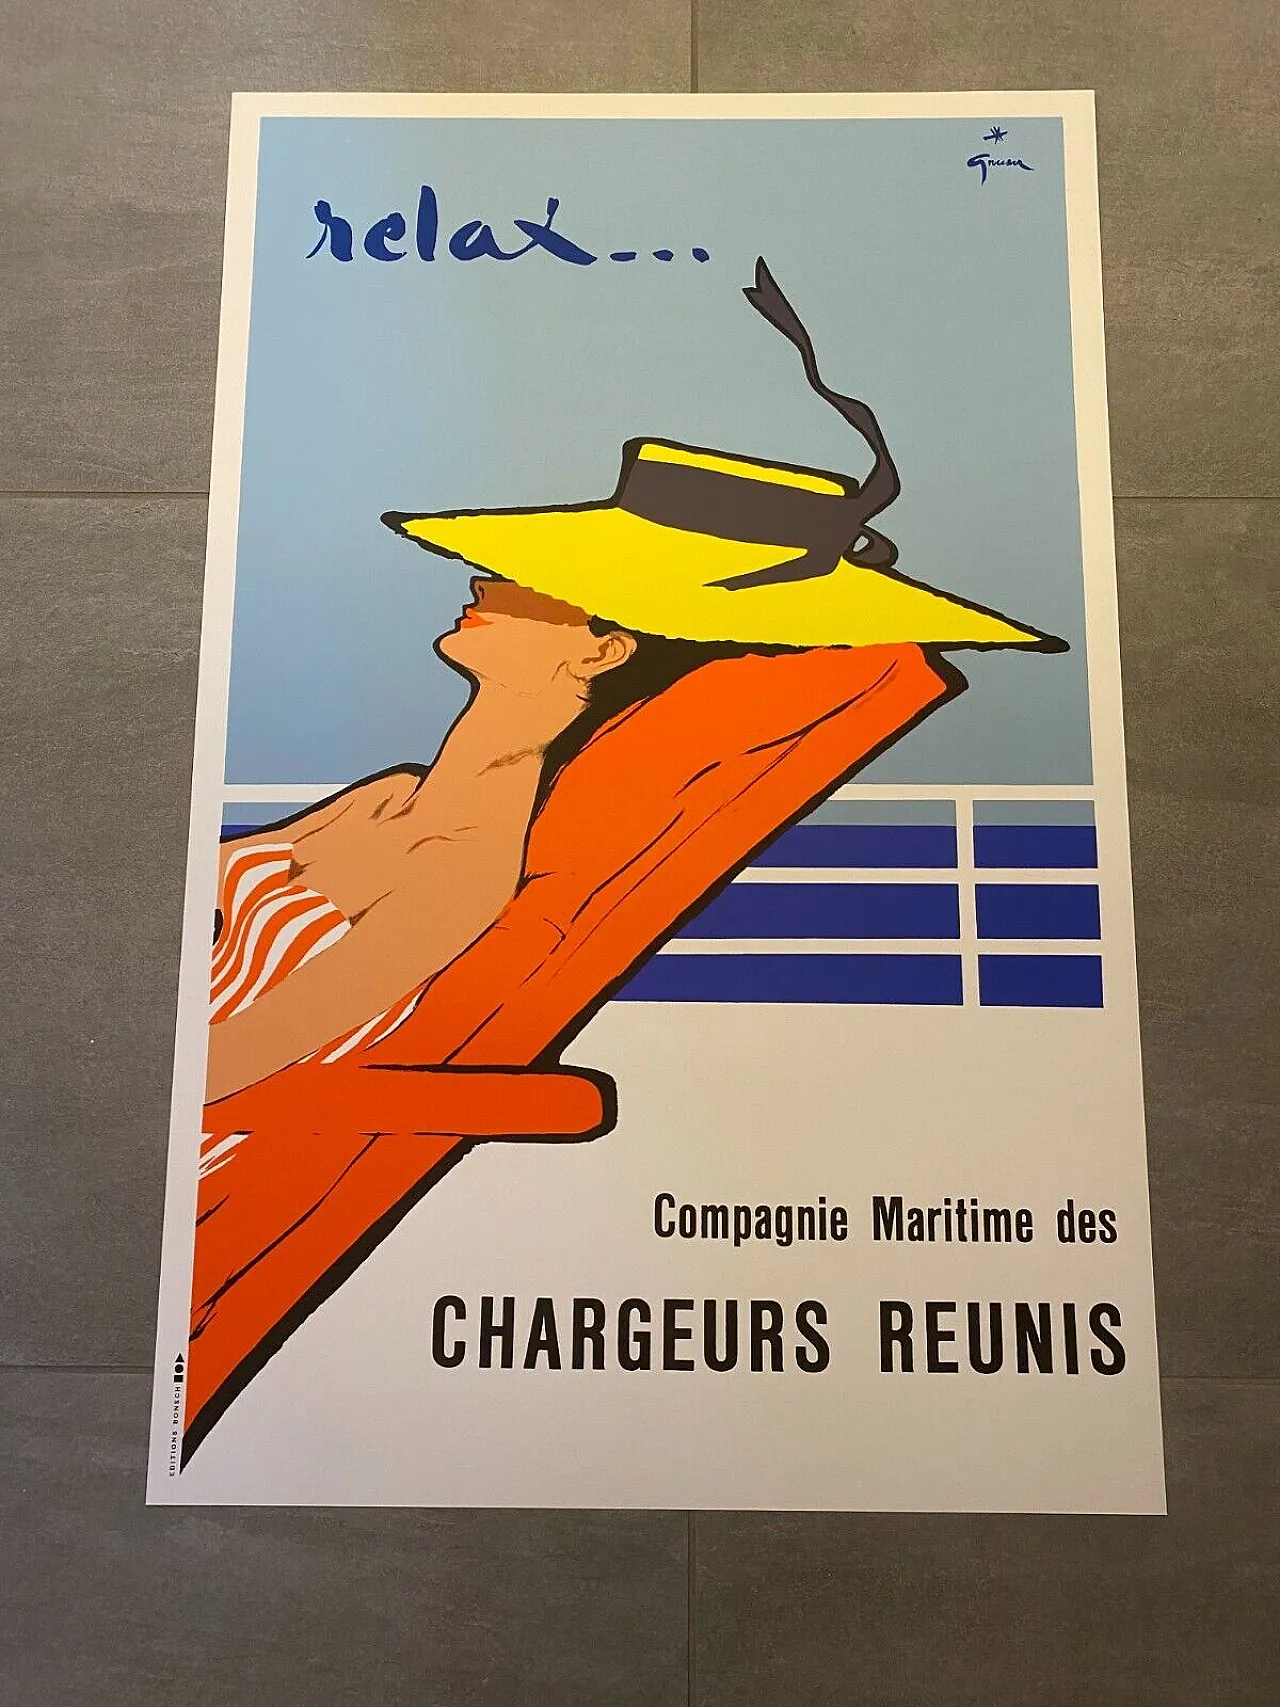 Gruau
relax...
Compagnie Maritime des
CHARGEURS REUNIS
EDITIONS BONSCH